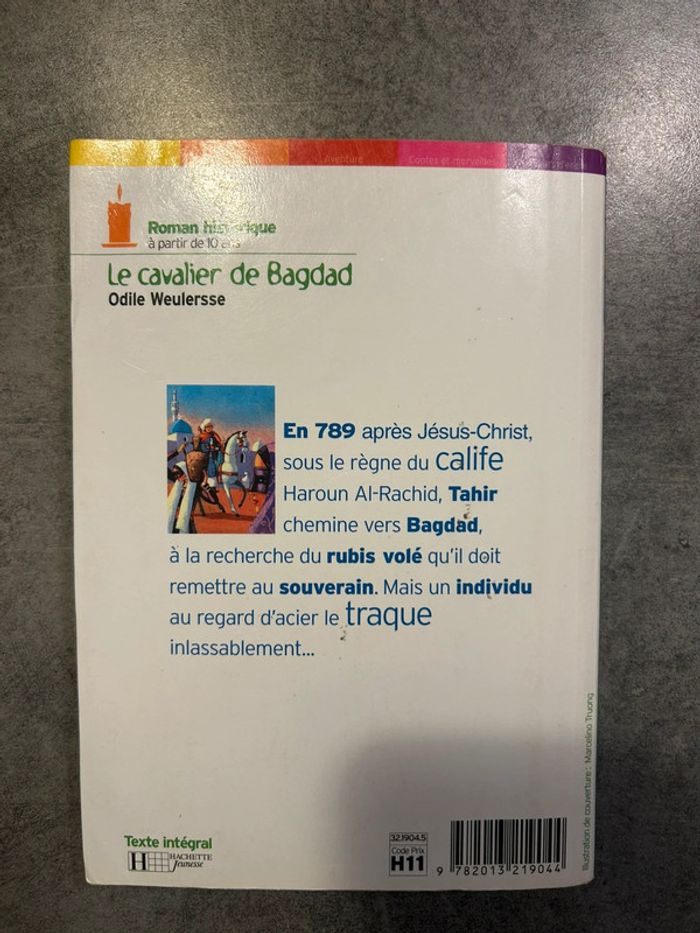 Aventure
Contes et merveilles
Roman historique
à partir de 10 ans
Le cavalier de Bagdad
Odile Weulersse
En 789 après Jésus-Christ,
sous le règne du calife
Haroun Al-Rachid, Tahir
chemine vers Bagdad,
à la recherche du rubis volé qu'il doit
remettre au souverain. Mais un individu
au regard d'acier le traque
inlassablement...
Illustration de couverture : Marcelino Truong
Texte intégral
H HACHETTE
Jeunesse
32.1904.5
Code Prix
H11
9 782013 219044